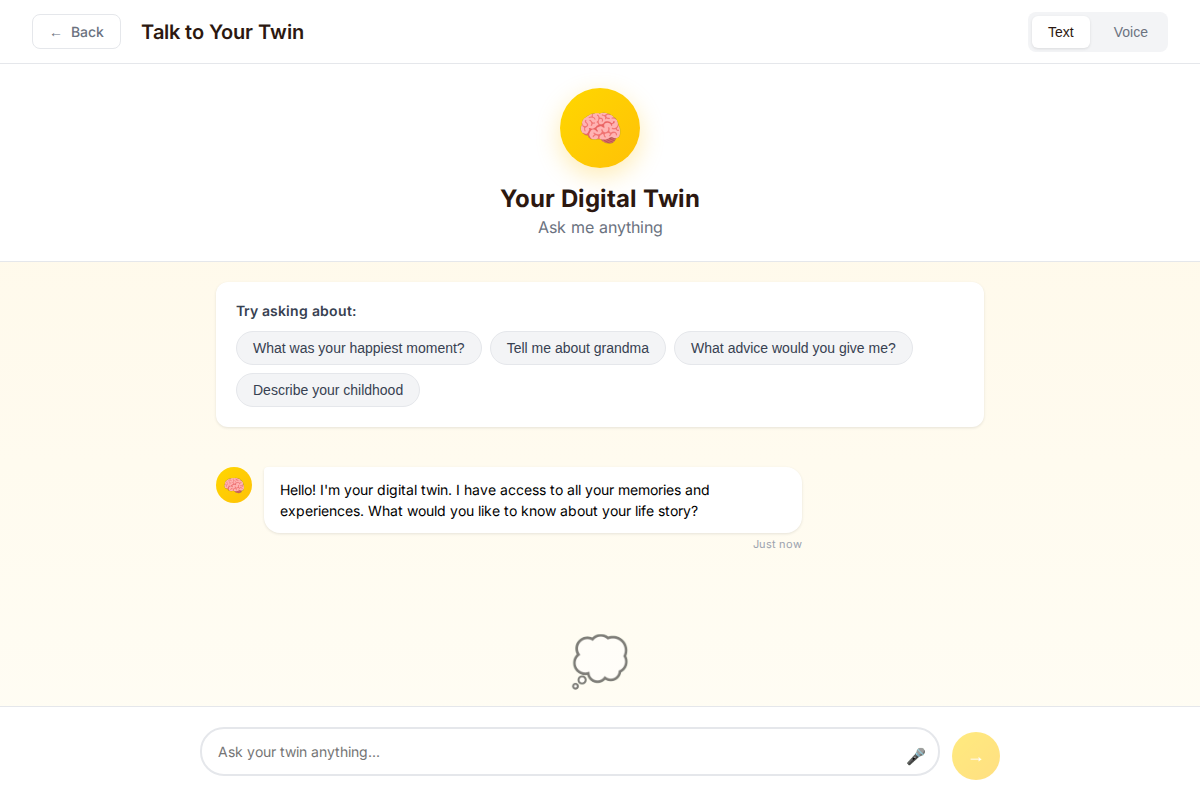 ← Back
Talk to Your Twin
Text
Voice
Your Digital Twin
Ask me anything
Try asking about:
What was your happiest moment?
Tell me about grandma
What advice would you give me?
Describe your childhood
Hello! I'm your digital twin. I have access to all your memories and
experiences. What would you like to know about your life story?
Just now
Ask your twin anything...
→